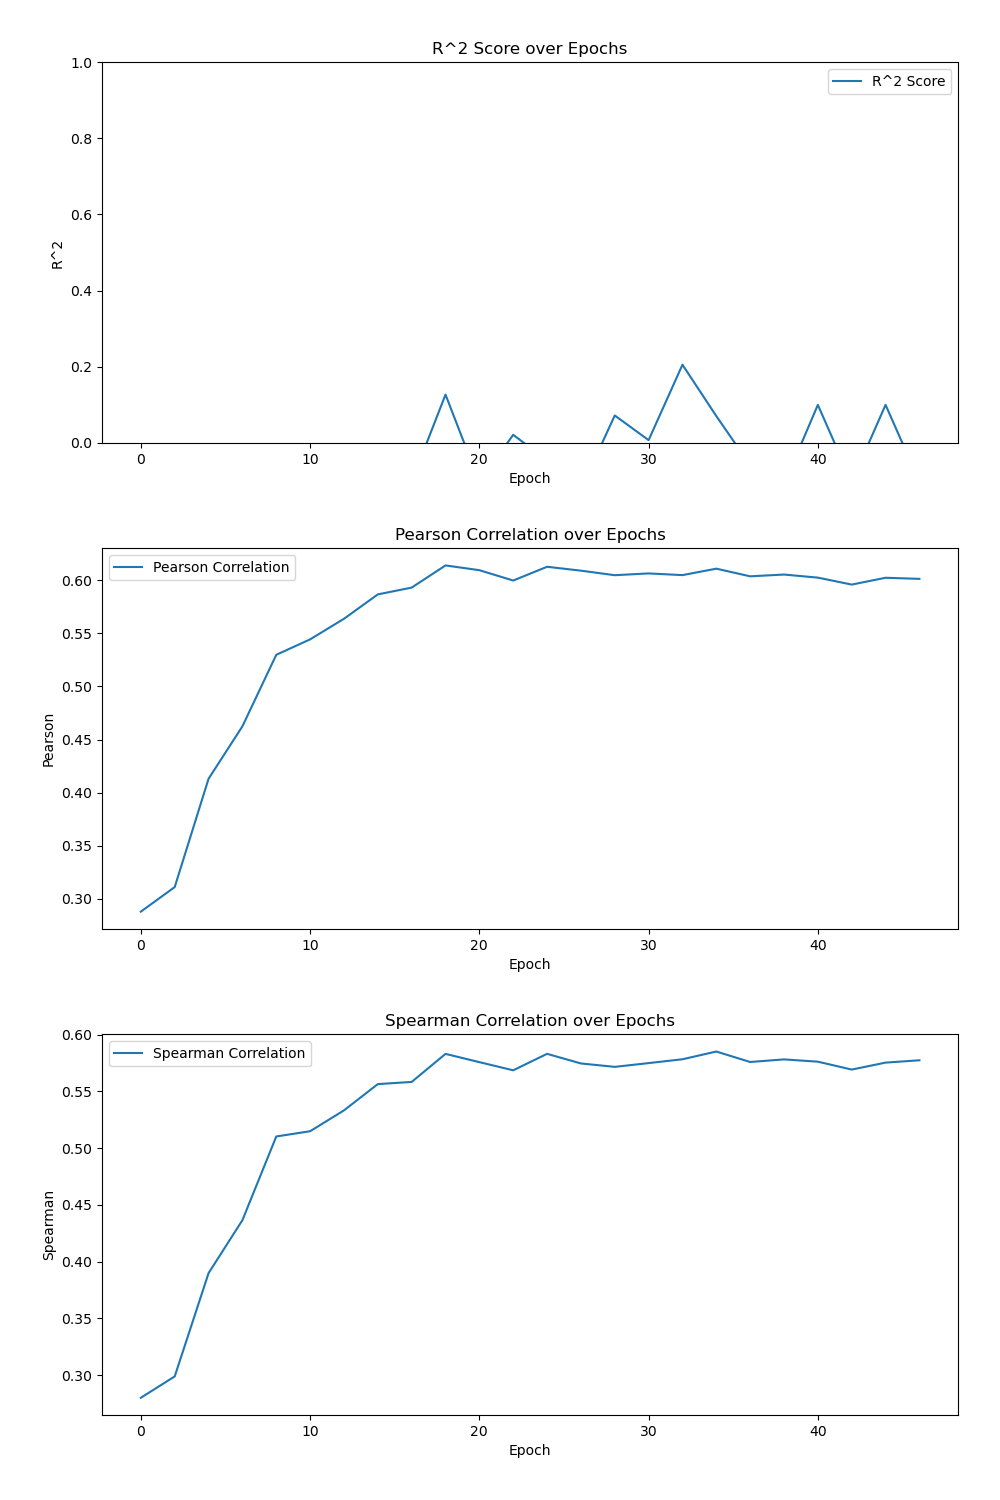 R^2 Score over Epochs
1.0
R^2 Score
0.8
0.6
R^2
0.4
0.2
0.0
0 10 20 30 40
Epoch
Pearson Correlation over Epochs
Pearson Correlation
0.60
0.55
0.50
0.45
Pearson
0.40
0.35
0.30
0 10 20 30 40
Epoch
Spearman Correlation over Epochs
0.60
Spearman Correlation
0.55
0.50
0.45
Spearman
0.40
0.35
0.30
0 10 20 30 40
Epoch